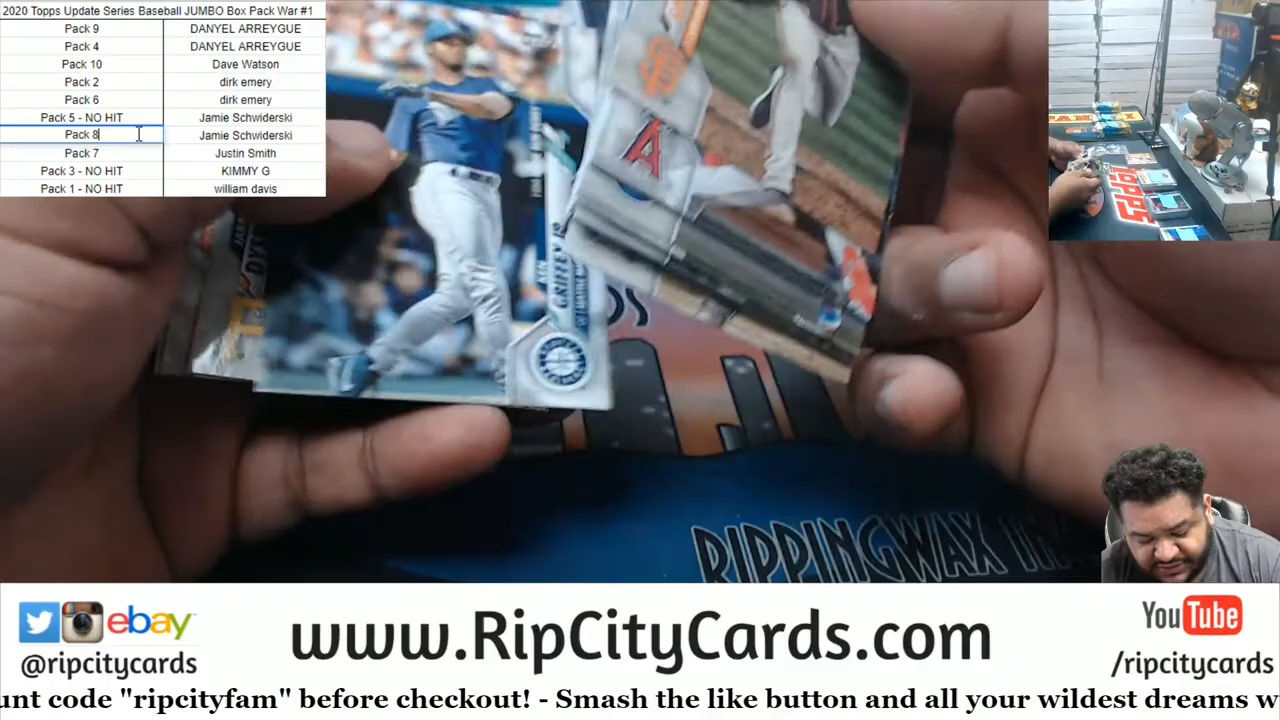 2020 Topps Update Series Baseball JUMBO Box Pack War #1
Pack 9 DANYEL ARREYGUE
Pack 4 DANYEL ARREYGUE
Pack 10 Dave Watson
Pack 2 dirk emery
Pack 6 dirk emery
Pack 5 - NO HIT Jamie Schwiderski
Pack 8 Jamie Schwiderski
Pack 7 Justin Smith
Pack 3 - NO HIT KIMMY G
Pack 1 - NO HIT william davis
TOPPS
KEN
GRIFFEY JR.
A
RIPPINGWAX
ebay
@ripcitycards
www.RipCityCards.com
YouTube
/ripcitycards
unt code "ripcityfam" before checkout! - Smash the like button and all your wildest dreams w